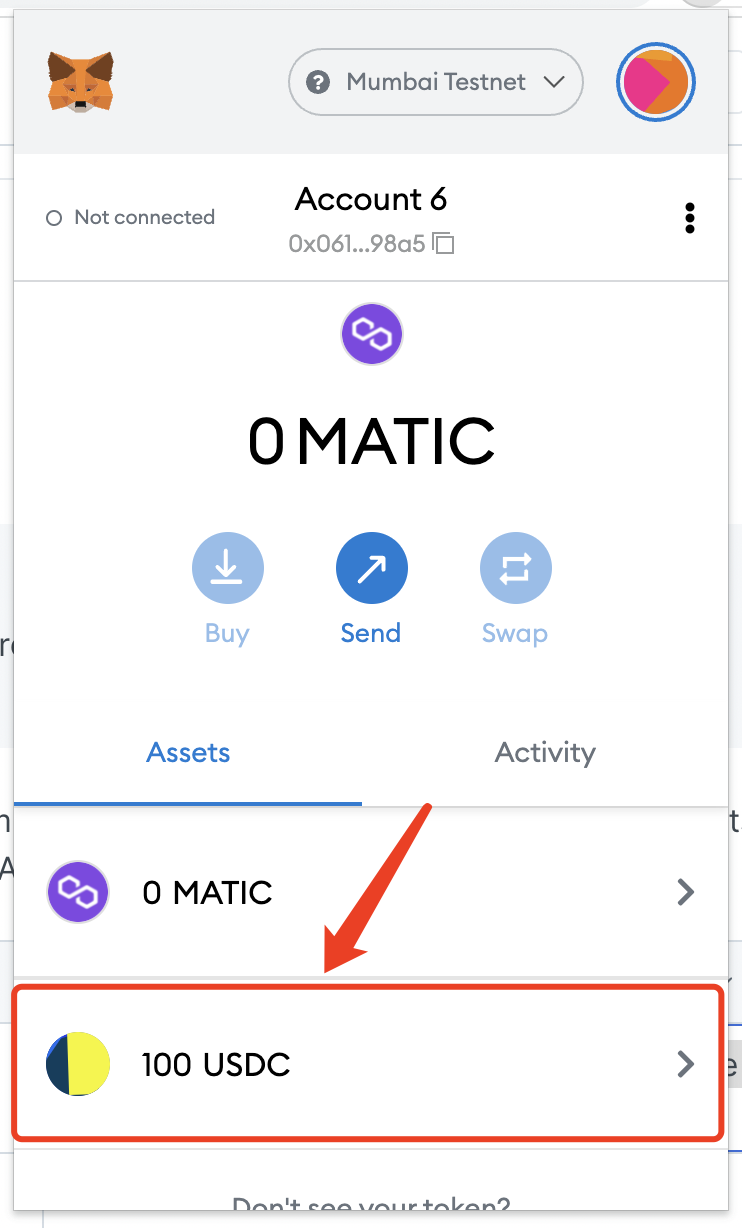 ? Mumbai Testnet
Account 6
Not connected
0x061...98a5
0 MATIC
Buy
Send
Swap
Assets
Activity
0 MATIC
100 USDC
Don't see your token?